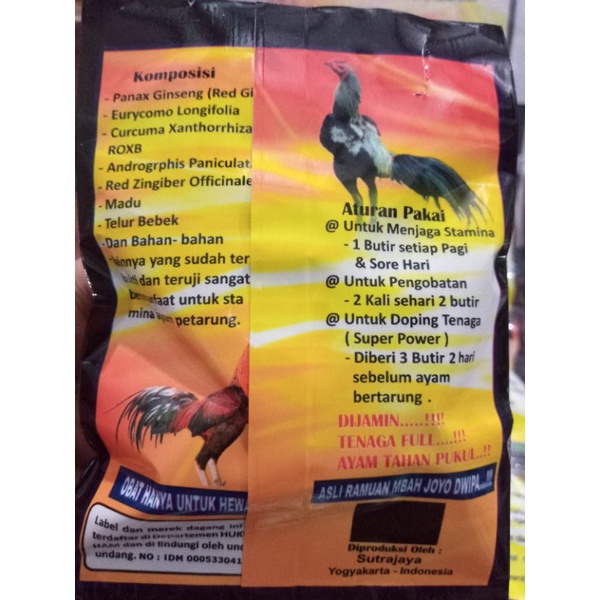 Komposisi
- Panax Ginseng (Red Gi
- Eurycomo Longifolia
- Curcuma Xanthorrhiza
ROXB
- Androgrphis Paniculat
- Red Zingiber Officinale
- Madu
- Telur Bebek
-Dan Bahan- bahan
lainnya yang sudah ter
dan teruji sangat
untuk sta
mina petarung.
OBAT HANYA UNTUK HEWA
Label dan merek dagang ini
terdaftar di Departemen HUK
HAM dan di lindungi oleh und
undang. NO : IDM 000533041
Aturan Pakai
@ Untuk Menjaga Stamina
- 1 Butir setiap Pagi
& Sore Hari
@ Untuk Pengobatan
- 2 Kali sehari 2 butir
@ Untuk Doping Tenaga
( Super Power )
- Diberi 3 Butir 2 hari
sebelum ayam
bertarung .
DIJAMIN.....!!!!
TENAGA FULL....!!!
AYAM TAHAN PUKUL..!!
ASLI RAMUAN MBAH JOYO DWIPA...!!
Diproduksi Oleh :
Sutrajaya
Yogyakarta - Indonesia